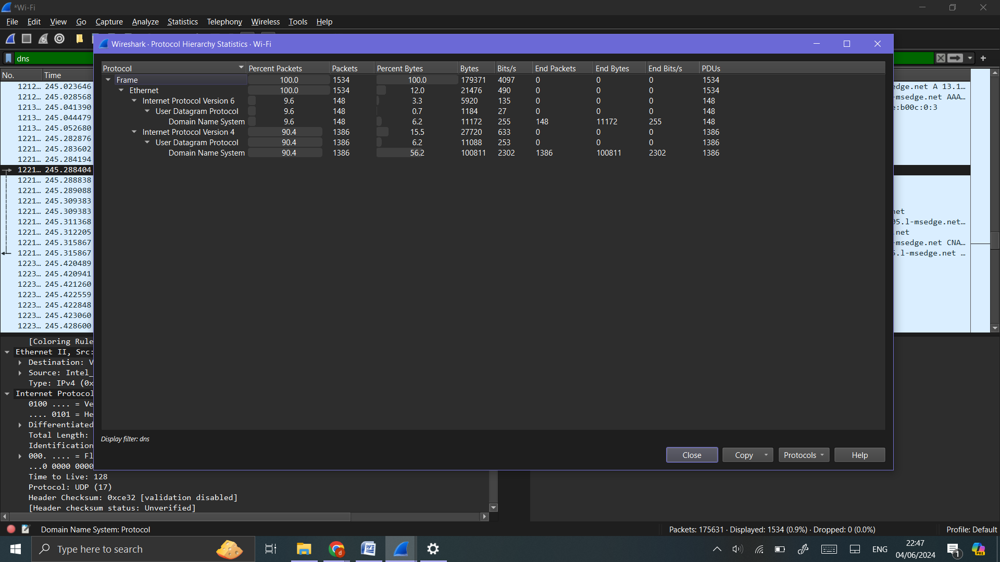 *Wi-Fi
File Edit View Go Capture Analyze Statistics Telephony Wireless Tools Help
Wireshark · Protocol Hierarchy Statistics · Wi-Fi
dns
No. Time
1212… 245.023646
1212… 245.028568
1213… 245.041390
1213… 245.044479
1213… 245.052680
1221… 245.282876
1221… 245.283602
1221… 245.284194
1221… 245.288404
1221… 245.288838
1221… 245.289088
1221… 245.309383
1221… 245.309383
1221… 245.311368
1221… 245.312205
1221… 245.315867
1221… 245.315867
1223… 245.420489
1223… 245.420941
1223… 245.421260
1223… 245.422559
1223… 245.422848
1223… 245.423060
1223… 245.428600
Protocol Percent Packets Packets Percent Bytes Bytes Bits/s End Packets End Bytes End Bits/s PDUs
Frame 100.0 1534 100.0 179371 4097 0 0 0 1534
Ethernet 100.0 1534 12.0 21476 490 0 0 0 1534
Internet Protocol Version 6 9.6 148 3.3 5920 135 0 0 0 148
User Datagram Protocol 9.6 148 0.7 1184 27 0 0 0 148
Domain Name System 9.6 148 6.2 11172 255 148 11172 255 148
Internet Protocol Version 4 90.4 1386 15.5 27720 633 0 0 0 1386
User Datagram Protocol 90.4 1386 6.2 11088 253 0 0 0 1386
Domain Name System 90.4 1386 56.2 100811 2302 1386 100811 2302 1386
Display filter: dns
Close Copy Protocols Help
edge.net A 13.1…
-msedge.net AAA…
:b00c:0:3
net
05.l-msedge.net…
.net
-msedge.net CNA…
.l-msedge.net …
[Coloring Rule
Ethernet II, Src:
Destination: V
Source: Intel_
Type: IPv4 (0x
Internet Protocol
0100 .... = Ve
.... 0101 = He
Differentiated
Total Length:
Identification
000. .... = Fl
...0 0000 0000
Time to Live: 128
Protocol: UDP (17)
Header Checksum: 0xce32 [validation disabled]
[Header checksum status: Unverified]
Domain Name System: Protocol
Packets: 175631 · Displayed: 1534 (0.9%) · Dropped: 0 (0.0%)
Profile: Default
Type here to search
ENG
22:47
04/06/2024
1
PRE